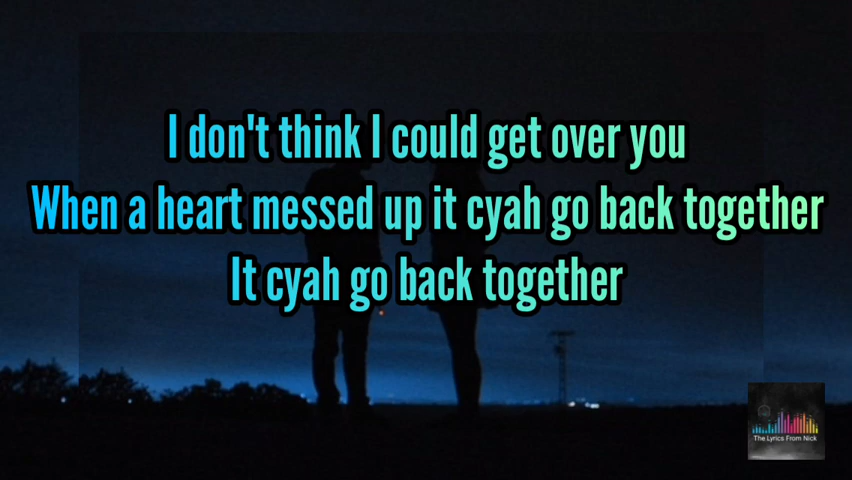 I don't think I could get over you
When a heart messed up it cyah go back together
It cyah go back together
The Lyrics From Nick